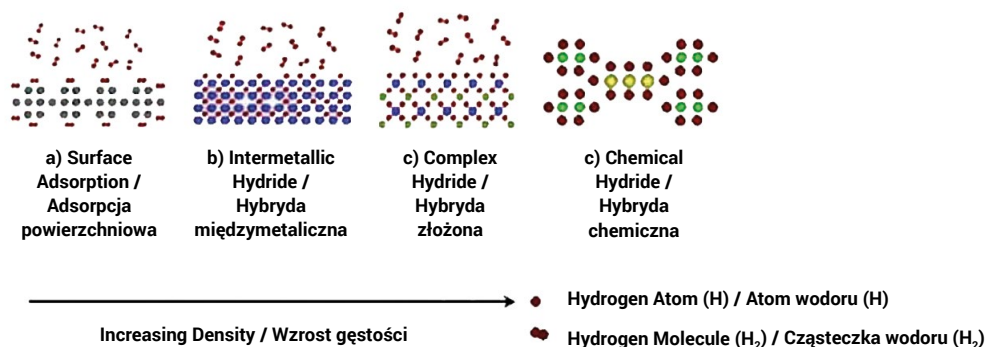 a) Surface
Adsorption /
Adsorpcja
powierzchniowa
b) Intermetallic
Hydride /
Hybryda
międzymetaliczna
c) Complex
Hydride /
Hybryda
złożona
c) Chemical
Hydride /
Hybryda
chemiczna
Increasing Density / Wzrost gęstości
Hydrogen Atom (H) / Atom wodoru (H)
Hydrogen Molecule (H₂) / Cząsteczka wodoru (H₂)